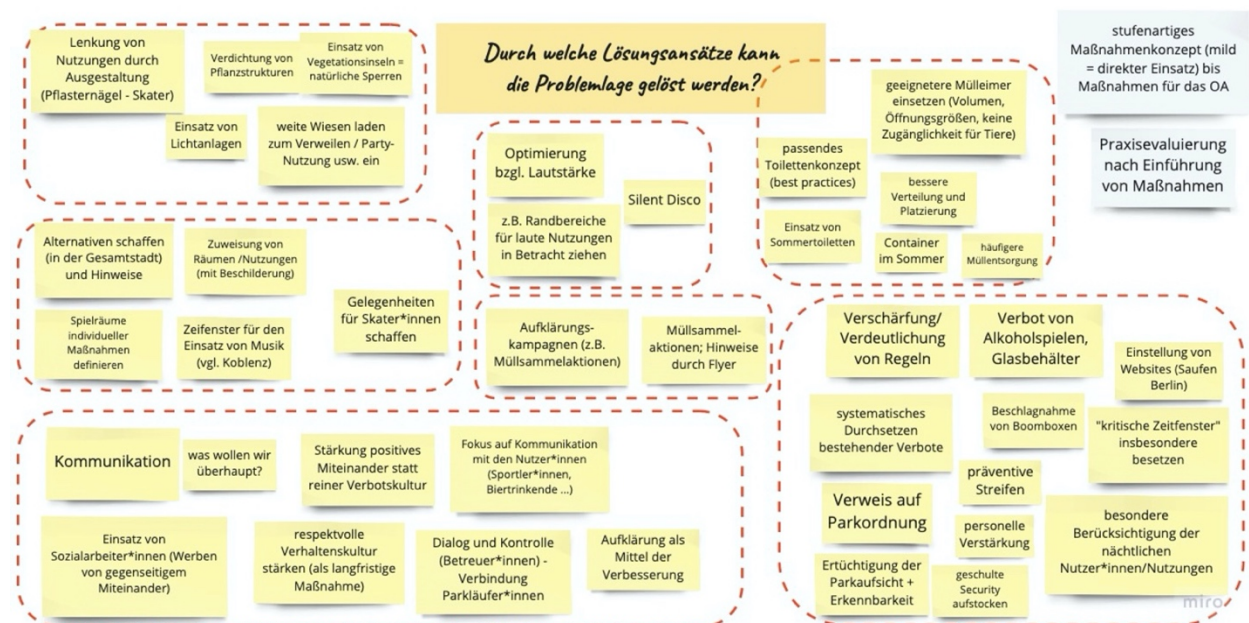 Durch welche Lösungsansätze kann
die Problemlage gelöst werden?
Lenkung von
Nutzungen durch
Ausgestaltung
(Pflasternägel - Skater)
Verdichtung von
Pflanzstrukturen
Einsatz von
Vegetationsinseln =
natürliche Sperren
Einsatz von
Lichtanlagen
weite Wiesen laden
zum Verweilen / Party-
Nutzung usw. ein
Optimierung
bzgl. Lautstärke
Silent Disco
z.B. Randbereiche
für laute Nutzungen
in Betracht ziehen
geeignetere Mülleimer
einsetzen (Volumen,
Öffnungsgrößen, keine
Zugänglichkeit für Tiere)
passendes
Toilettenkonzept
(best practices)
bessere
Verteilung und
Platzierung
Einsatz von
Sommertoiletten
Container
im Sommer
häufigere
Müllentsorgung
stufenartiges
Maßnahmenkonzept (mild
= direkter Einsatz) bis
Maßnahmen für das OA
Praxisevaluierung
nach Einführung
von Maßnahmen
Alternativen schaffen
(in der Gesamtstadt)
und Hinweise
Zuweisung von
Räumen /Nutzungen
(mit Beschilderung)
Gelegenheiten
für Skater*innen
schaffen
Spielräume
individueller
Maßnahmen
definieren
Zeifenster für den
Einsatz von Musik
(vgl. Koblenz)
Aufklärungs-
kampagnen (z.B.
Müllsammelaktionen)
Müllsammel-
aktionen; Hinweise
durch Flyer
Verschärfung/
Verdeutlichung
von Regeln
Verbot von
Alkoholspielen,
Glasbehälter
Einstellung von
Websites (Saufen
Berlin)
systematisches
Durchsetzen
bestehender Verbote
Beschlagnahme
von Boomboxen
"kritische Zeitfenster"
insbesondere
besetzen
präventive
Streifen
Verweis auf
Parkordnung
personelle
Verstärkung
besondere
Berücksichtigung der
nächtlichen
Nutzer*innen/Nutzungen
Ertüchtigung der
Parkaufsicht +
Erkennbarkeit
geschulte
Security
aufstocken
Kommunikation
was wollen wir
überhaupt?
Stärkung positives
Miteinander statt
reiner Verbotskultur
Fokus auf Kommunikation
mit den Nutzer*innen
(Sportler*innen,
Biertrinkende ...)
Einsatz von
Sozialarbeiter*innen (Werben
von gegenseitigem
Miteinander)
respektvolle
Verhaltenskultur
stärken (als langfristige
Maßnahme)
Dialog und Kontrolle
(Betreuer*innen) -
Verbindung
Parkläufer*innen
Aufklärung als
Mittel der
Verbesserung
miro